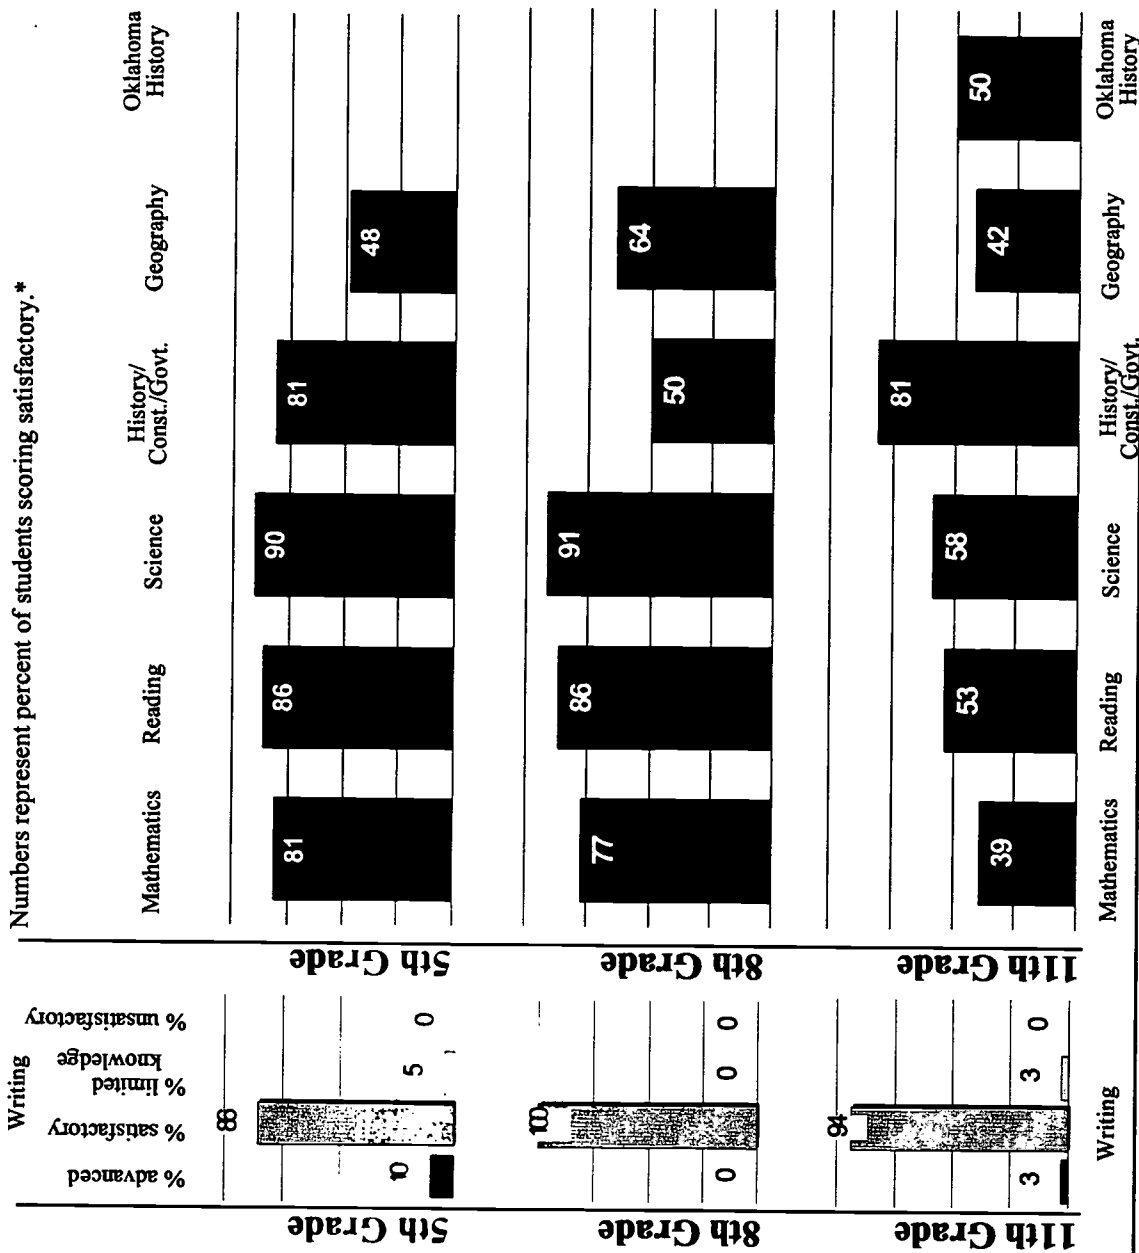 Writing
Numbers represent percent of students scoring satisfactory.*
% advanced
% satisfactory
% limited
knowledge
% unsatisfactory
Mathematics
Reading
Science
History/
Const./Govt.
Geography
Oklahoma
History
5th Grade
10
5
0
5th Grade
81
86
90
81
48
8th Grade
0
100
0
0
8th Grade
77
86
91
50
64
11th Grade
3
94
3
0
11th Grade
39
53
58
81
42
50
Writing
Mathematics
Reading
Science
History/
Const./Govt.
Geography
Oklahoma
History